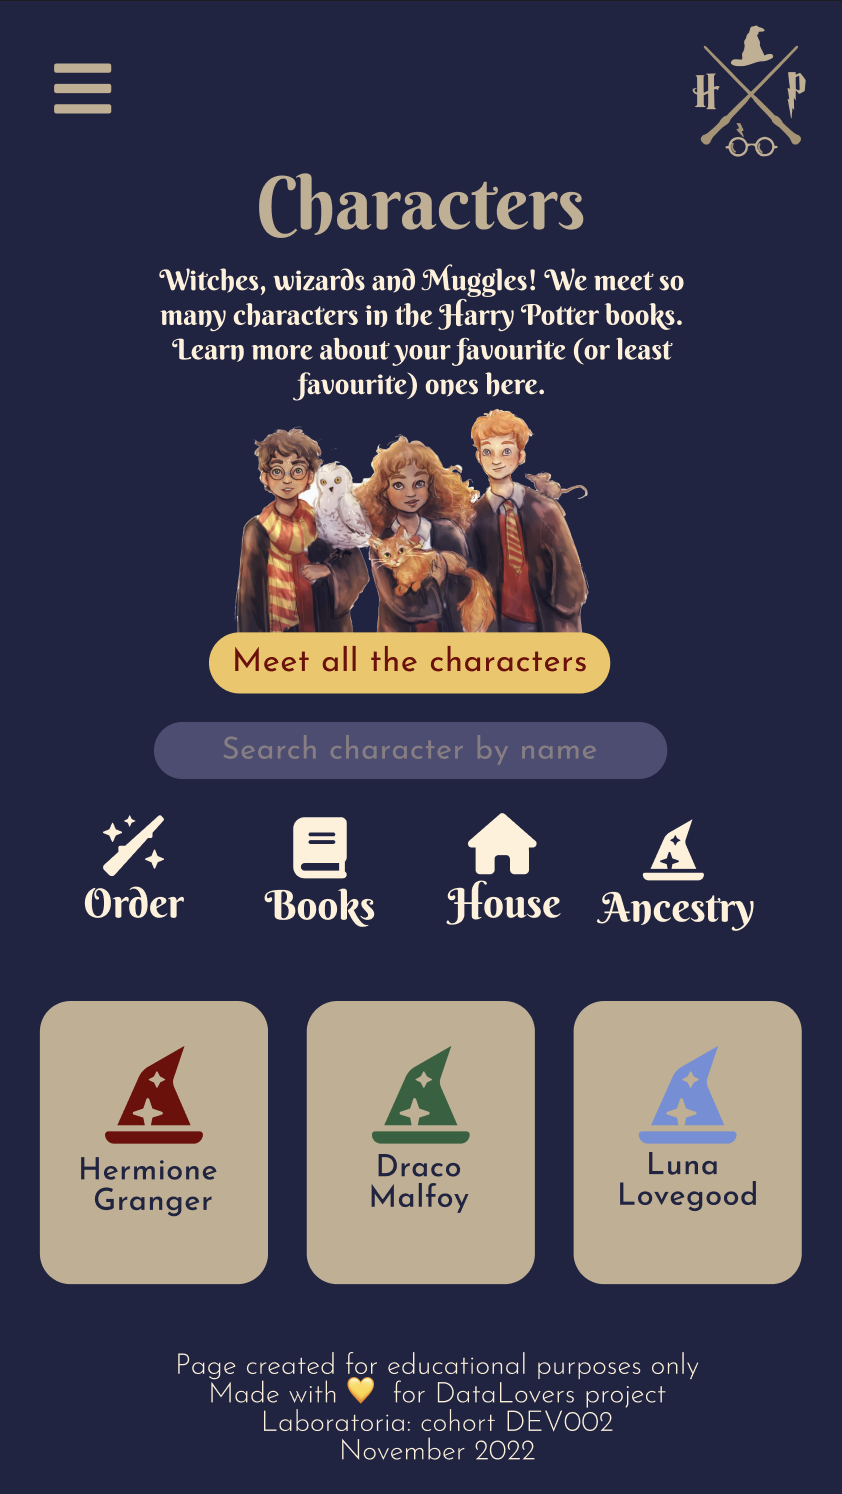 H P
Characters
Witches, wizards and Muggles! We meet so
many characters in the Harry Potter books.
Learn more about your favourite (or least
favourite) ones here.
Meet all the characters
Search character by name
Order Books House Ancestry
Hermione
Granger
Draco
Malfoy
Luna
Lovegood
Page created for educational purposes only
Made with 💛 for DataLovers project
Laboratoria: cohort DEV002
November 2022